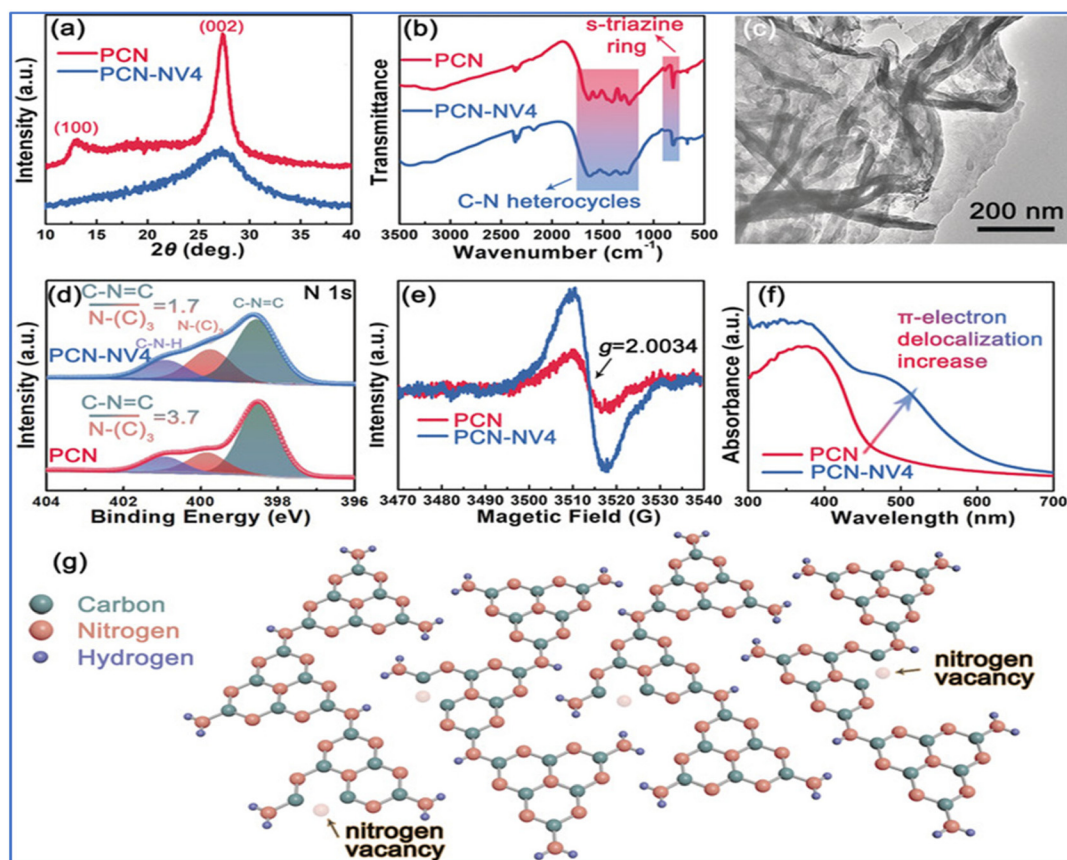 (a)
(002)
PCN
PCN-NV4
(100)
Intensity (a.u.)
10 15 20 25 30 35 40
2θ (deg.)
(b)
s-triazine
ring
PCN
PCN-NV4
C-N heterocycles
Transmittance
3500 3000 2500 2000 1500 1000 500
Wavenumber (cm⁻¹)
(c)
200 nm
(d)
N 1s
C-N=C
N-(C)₃
=1.7
C-N=C
N-(C)₃
C-N-H
PCN-NV4
C-N=C
N-(C)₃
=3.7
PCN
Intensity (a.u.)
404 402 400 398 396
Binding Energy (eV)
(e)
g=2.0034
PCN
PCN-NV4
Intensity (a.u.)
3470 3480 3490 3500 3510 3520 3530 3540
Magetic Field (G)
(f)
π-electron
delocalization
increase
PCN
PCN-NV4
Absorbance (a.u.)
300 400 500 600 700
Wavelength (nm)
(g)
Carbon
Nitrogen
Hydrogen
nitrogen
vacancy
nitrogen
vacancy